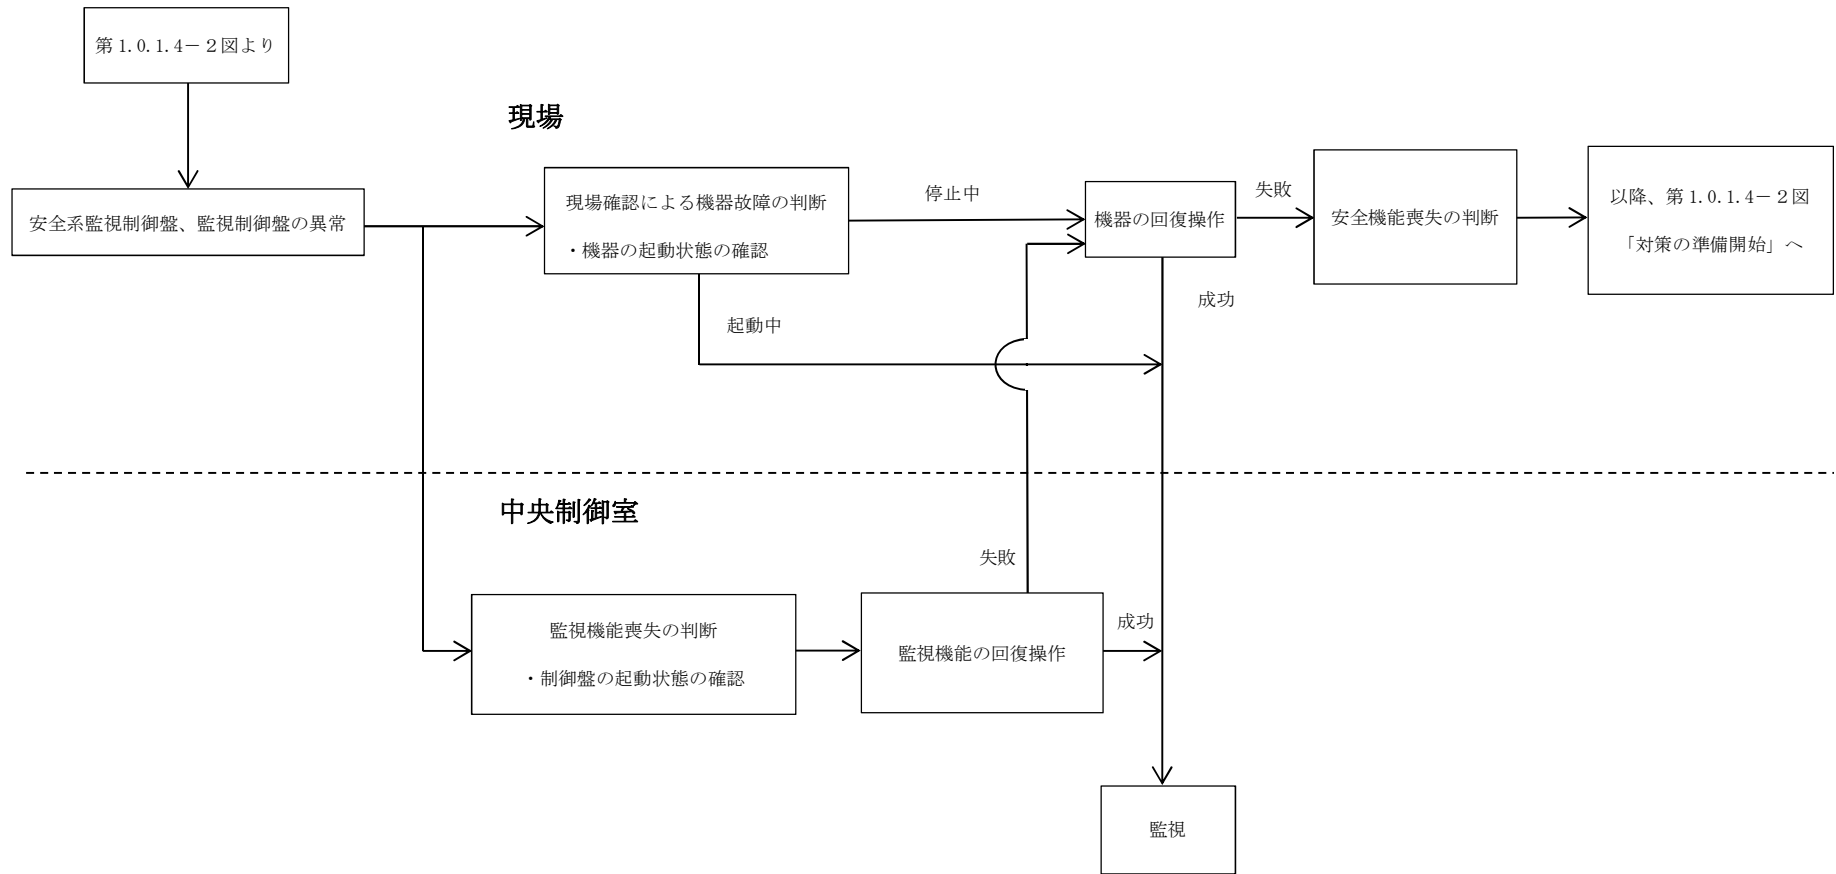 第1.0.1.4－２図より
現場
安全系監視制御盤、監視制御盤の異常
現場確認による機器故障の判断
・機器の起動状態の確認
停止中
起動中
機器の回復操作
失敗
成功
安全機能喪失の判断
以降、第1.0.1.4－２図
「対策の準備開始」へ
中央制御室
監視機能喪失の判断
・制御盤の起動状態の確認
監視機能の回復操作
失敗
成功
監視